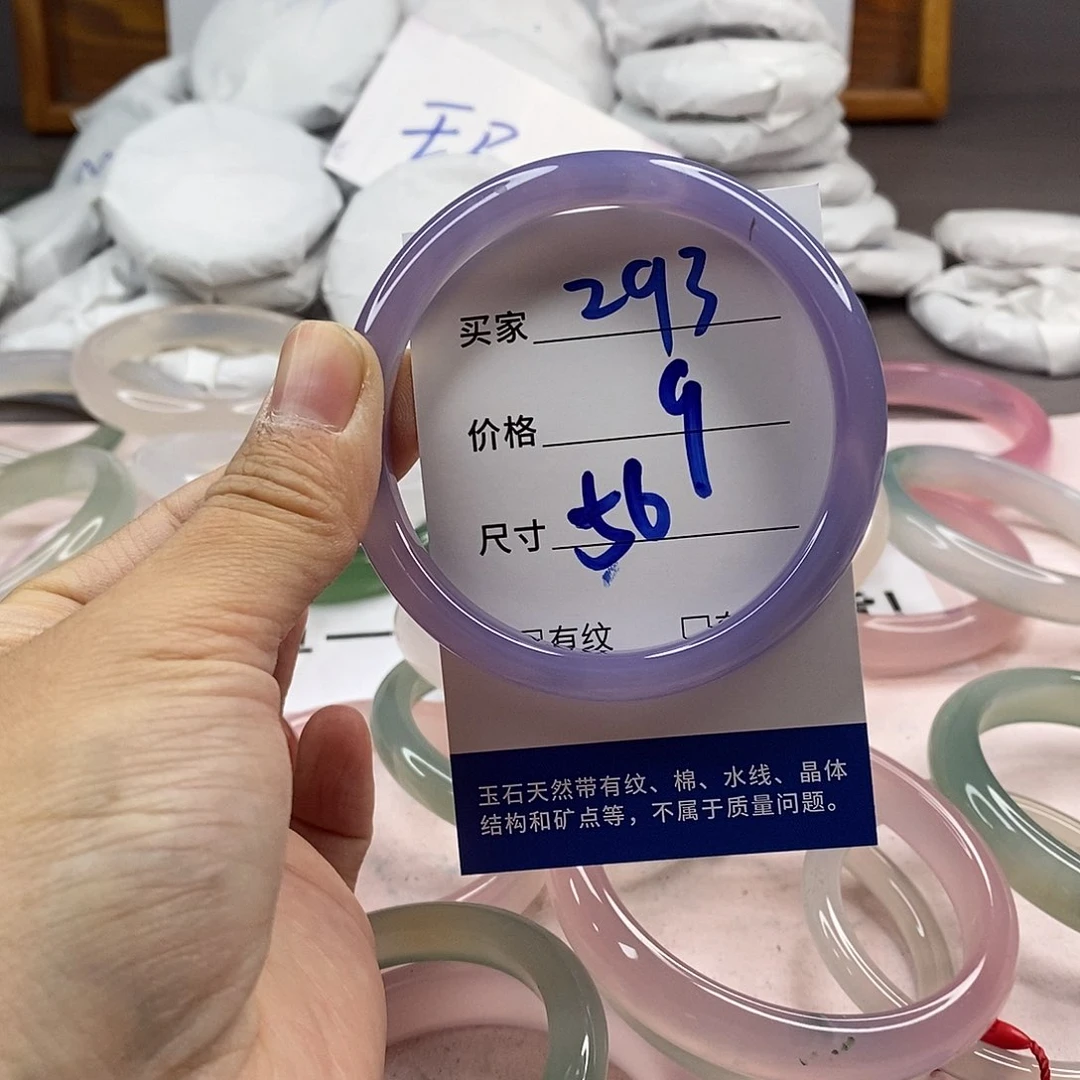 买家 293
价格 9
尺寸 56
有纹
玉石天然带有纹、棉、水线、晶体
结构和矿点等，不属于质量问题。